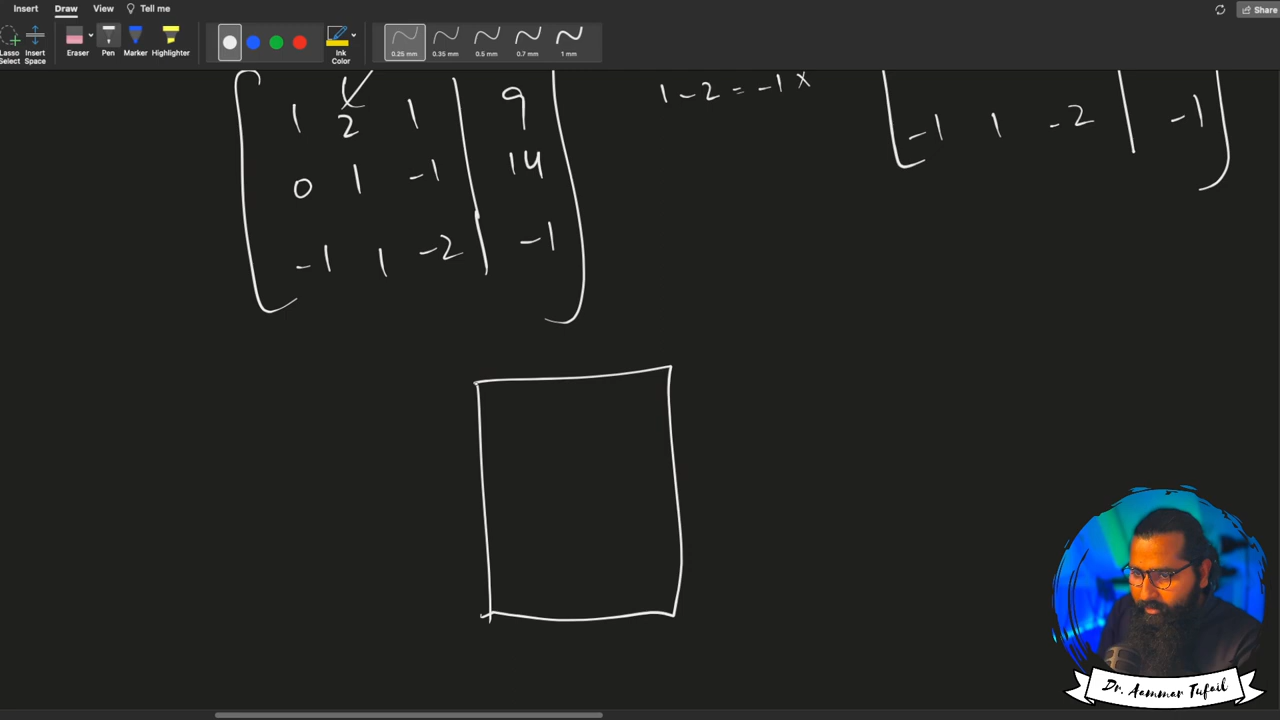 Insert Draw View Tell me Share
Lasso Select Insert Space Eraser Pen Marker Highlighter Ink Color 0.25 mm 0.35 mm 0.5 mm 0.7 mm 1 mm
1 2 1 | 9
0 1 -1 | 14
-1 1 -2 | -1
1 - 2 = -1 ×
-1 1 -2 | -1
Dr. Aammar Tufail